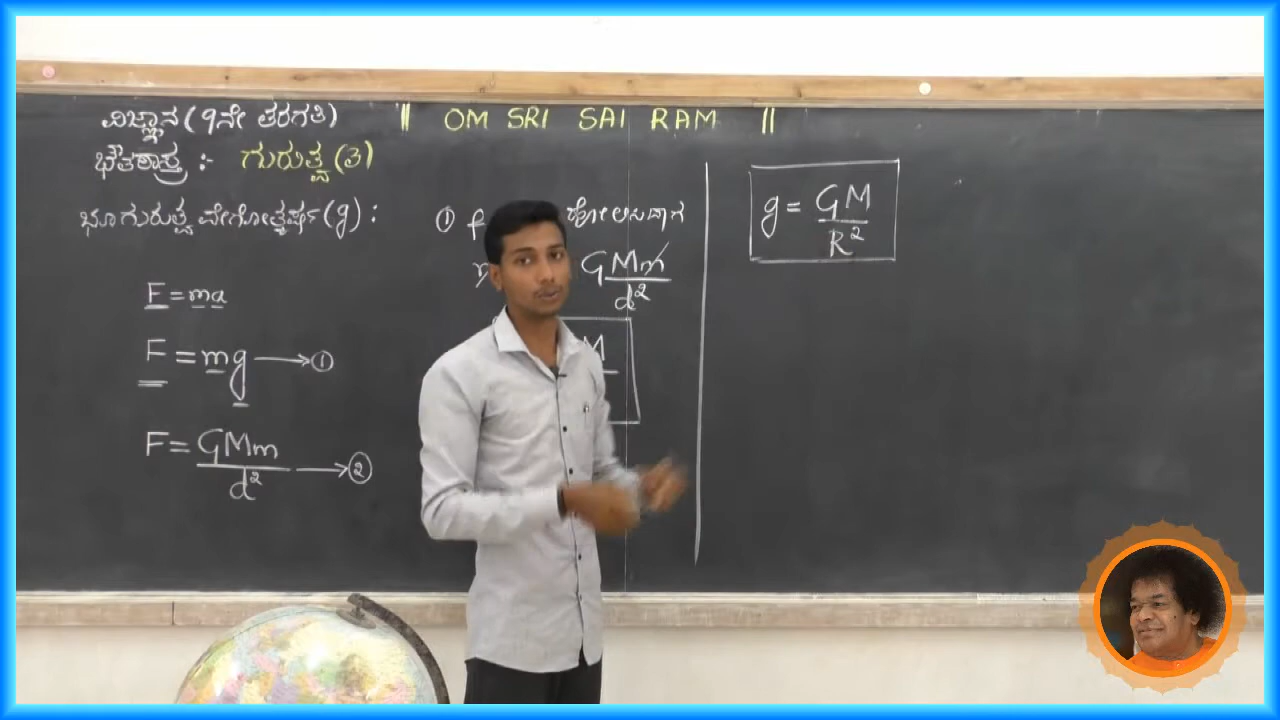 ವಿಜ್ಞಾನ (9ನೇ ತರಗತಿ)
|| OM SRI SAI RAM ||
ಭೌತಶಾಸ್ತ್ರ :- ಗುರುತ್ವ (3)
ಭೂ ಗುರುತ್ವ ವೇಗೋತ್ಕರ್ಷ (g) :
F = ma
F = mg → ①
F = GMm / d² → ②
① ಹೋಲಿಸಿದಾಗ
GMm / d²
M
g = GM / R²